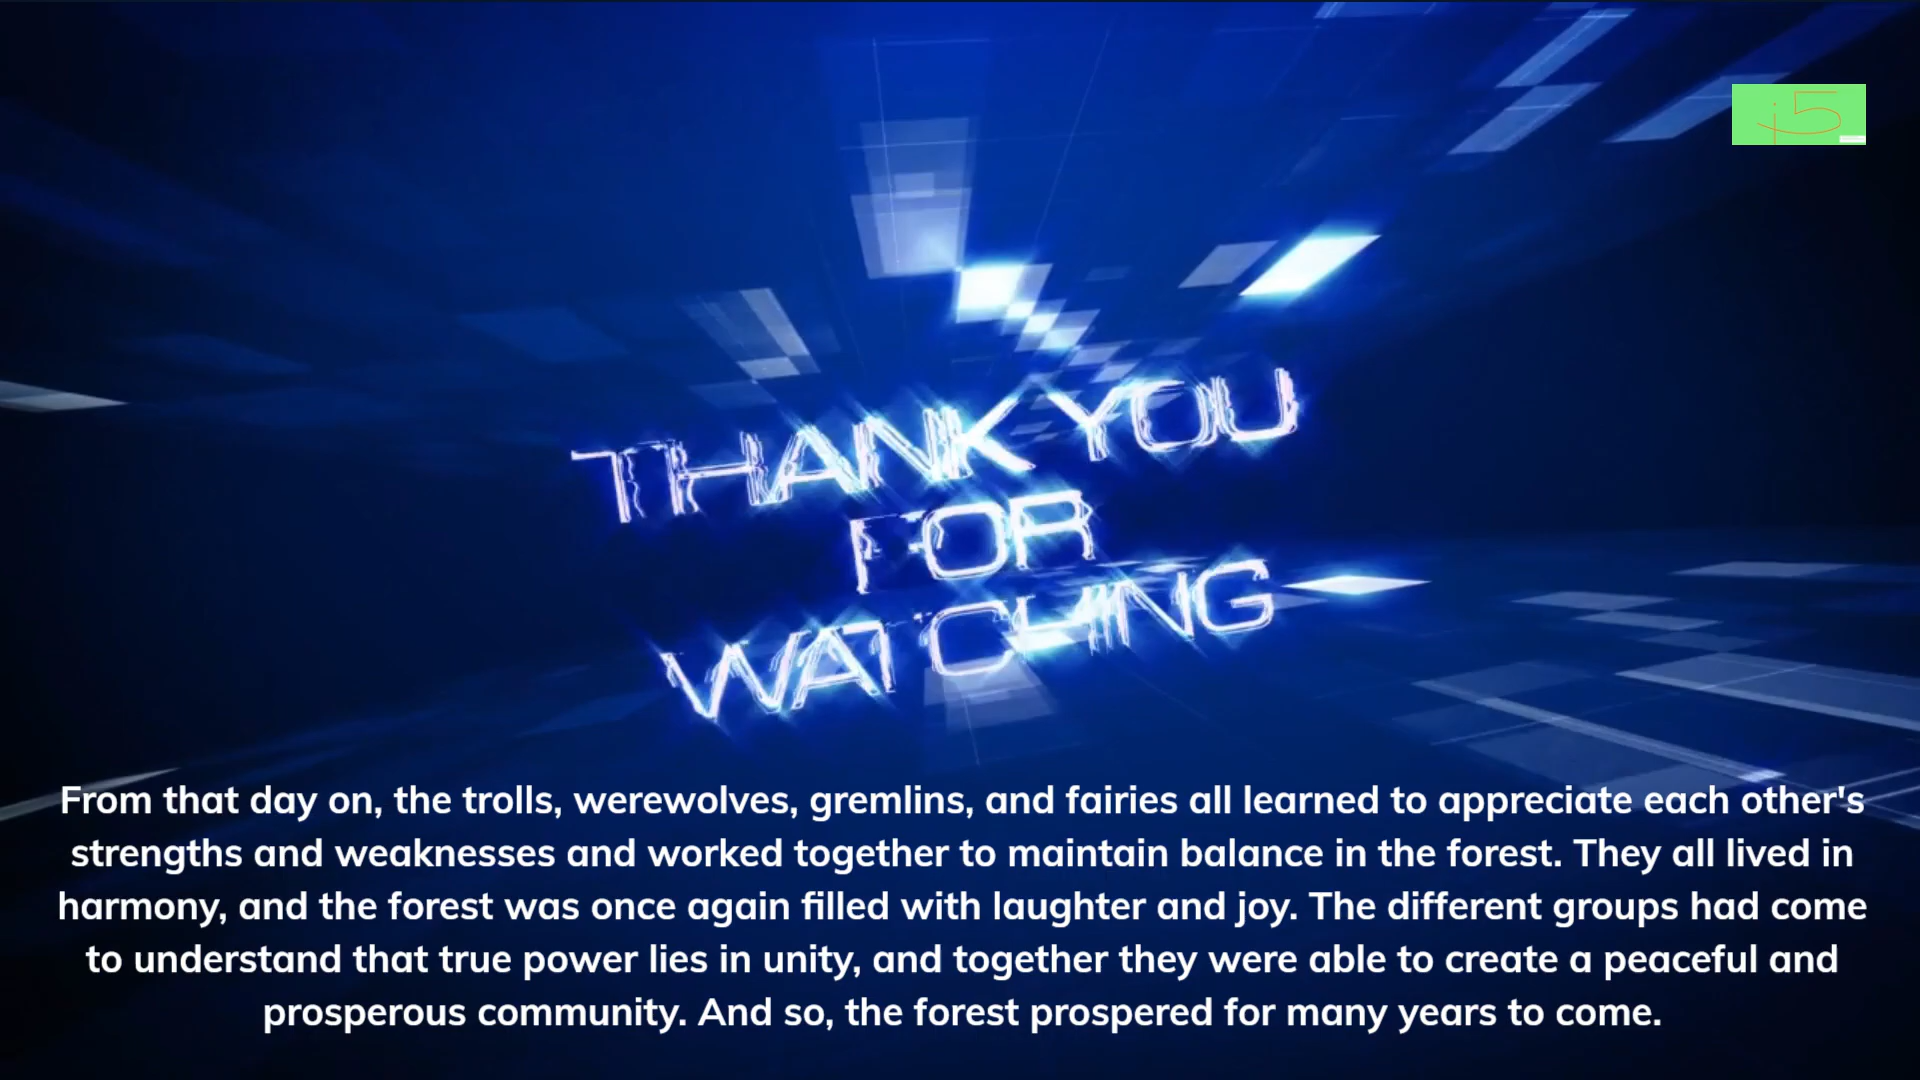 i5
THANK YOU
FOR
WATCHING
From that day on, the trolls, werewolves, gremlins, and fairies all learned to appreciate each other's
strengths and weaknesses and worked together to maintain balance in the forest. They all lived in
harmony, and the forest was once again filled with laughter and joy. The different groups had come
to understand that true power lies in unity, and together they were able to create a peaceful and
prosperous community. And so, the forest prospered for many years to come.